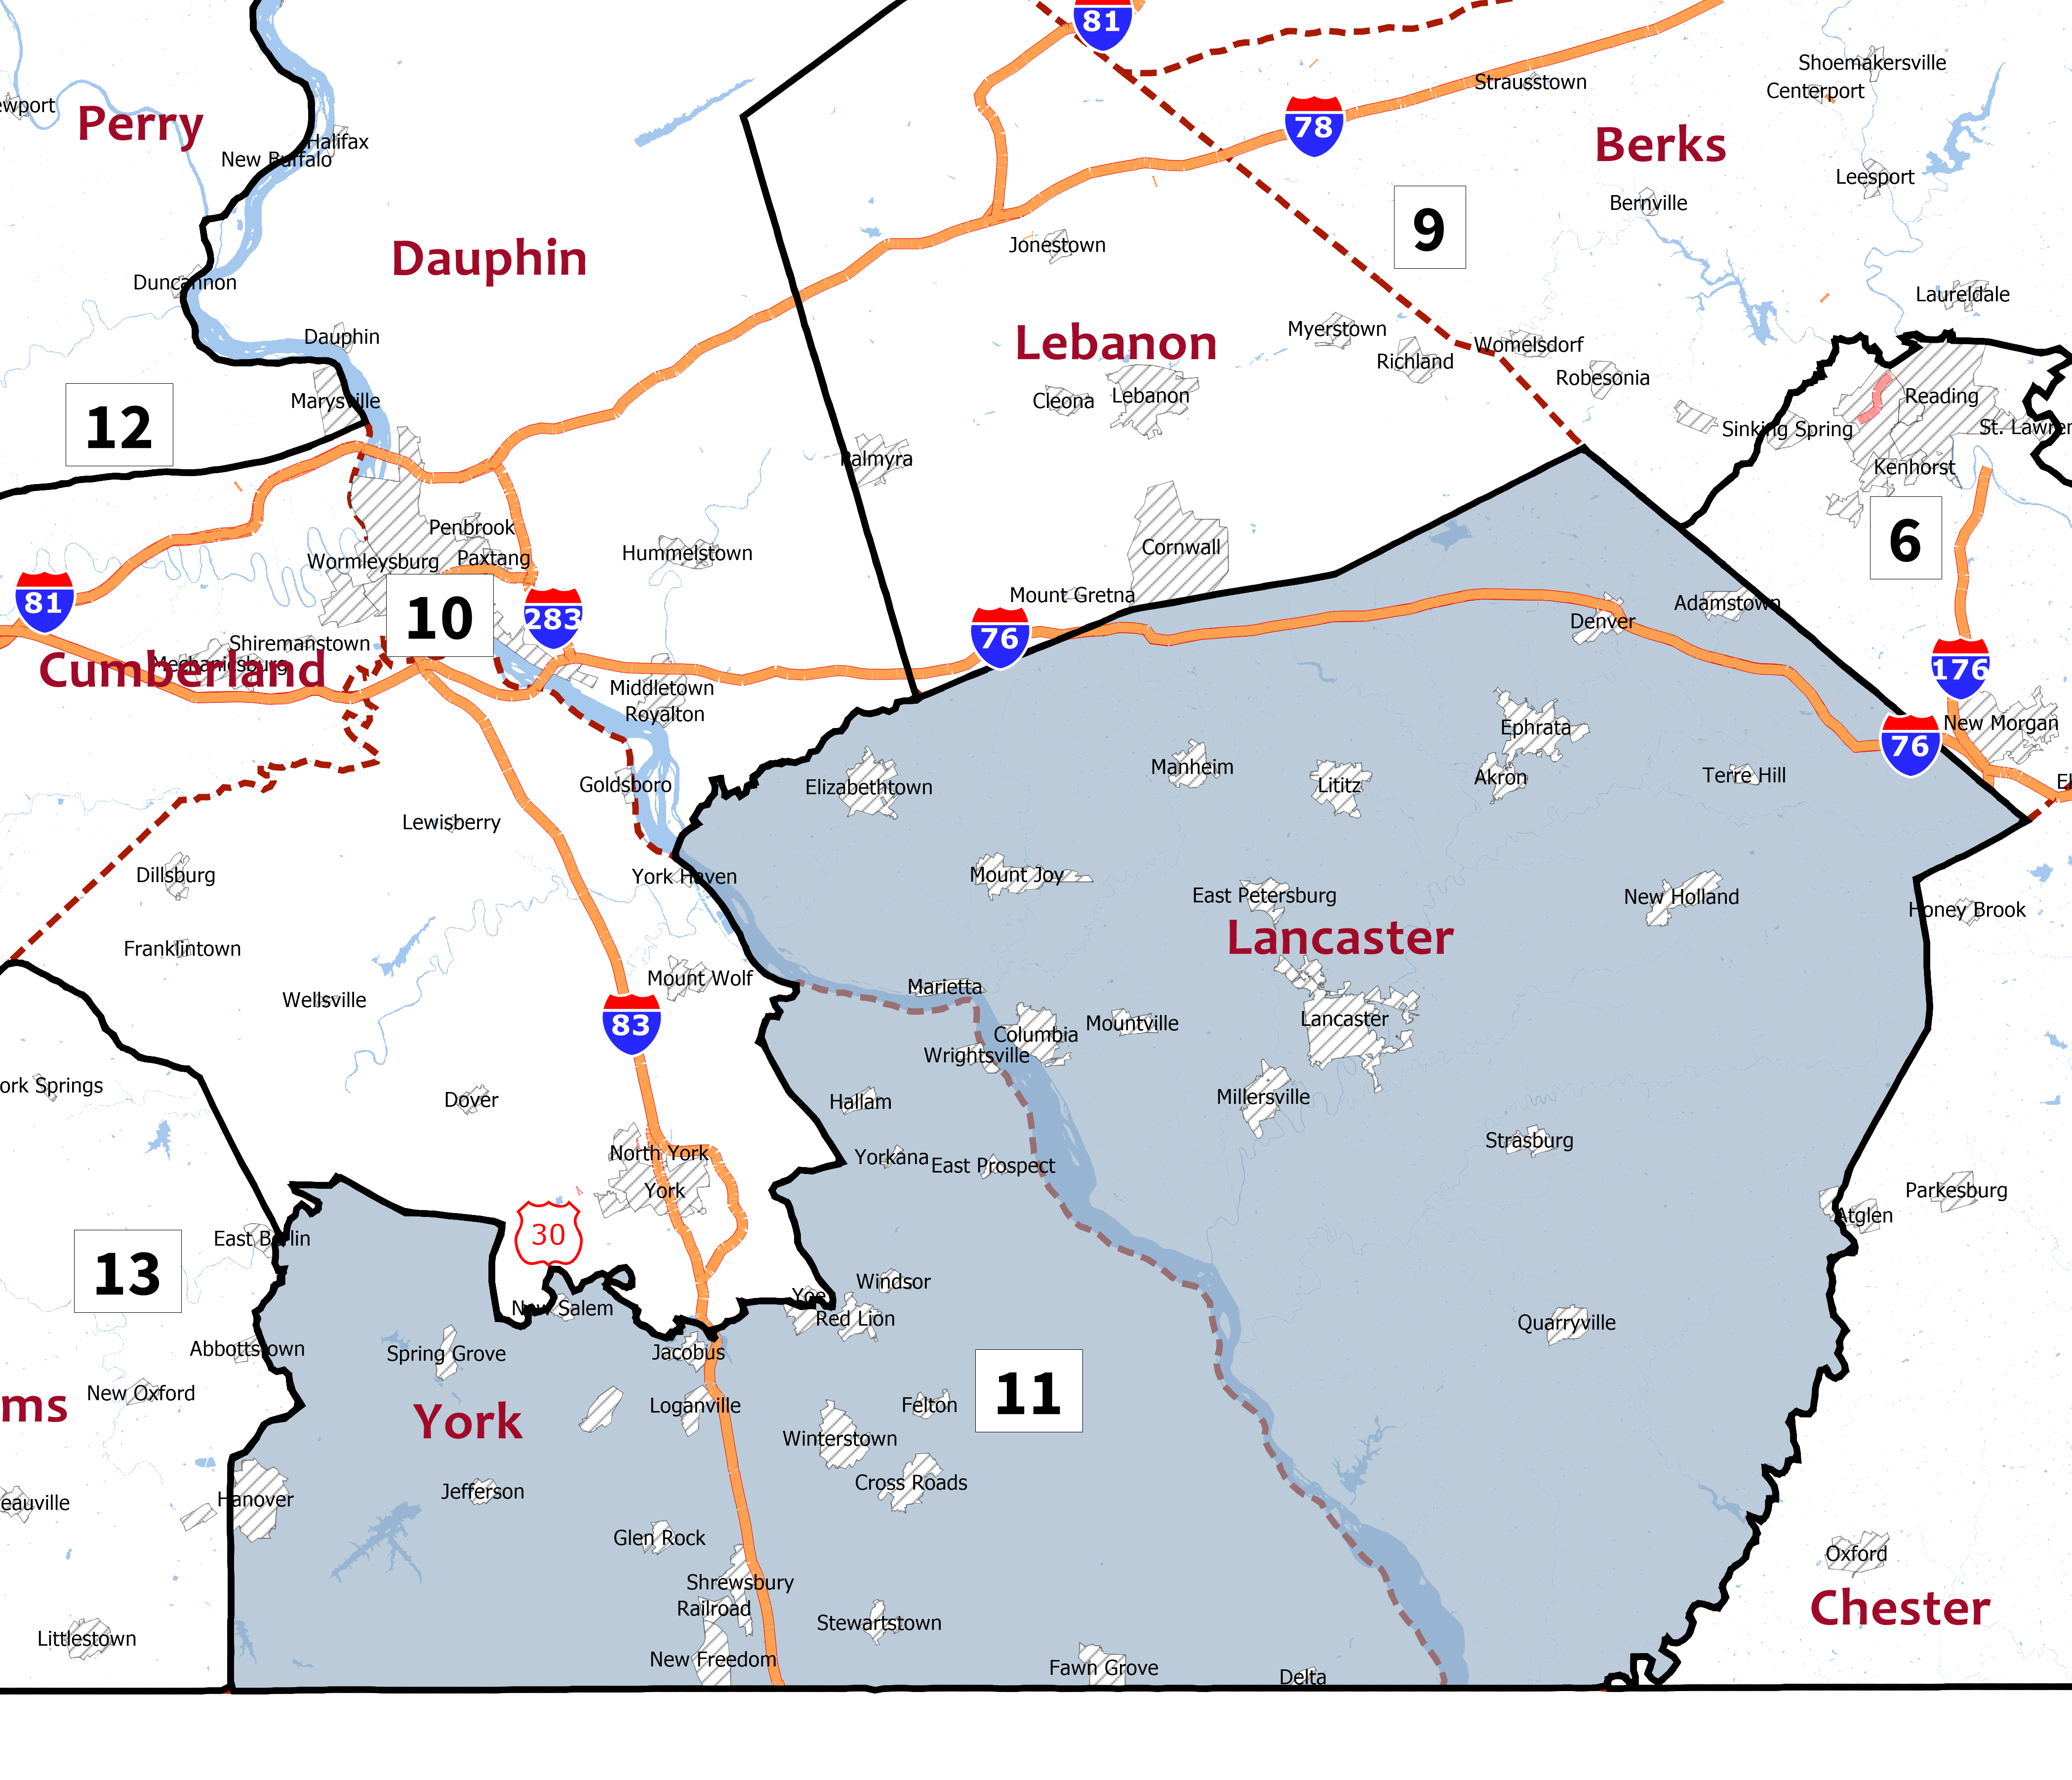 81
Shoemakersville
Strausstown
Centerport
ewport
Perry
78
Halifax
Berks
New Buffalo
Leesport
Bernville
9
Jonestown
Dauphin
Duncannon
Laureldale
Myerstown
Dauphin
Lebanon
Womelsdorf
Richland
Robesonia
Marysville
Cleona
Lebanon
Reading
12
Sinking Spring
St. Lawren
Palmyra
Kenhorst
Penbrook
6
Cornwall
Hummelstown
Wormleysburg
Paxtang
81
Mount Gretna
Adamstown
10
283
Denver
76
Shiremanstown
Mechanicsburg
Cumberland
176
Middletown
Royalton
New Morgan
Ephrata
76
Manheim
Terre Hill
Akron
El
Goldsboro
Elizabethtown
Lititz
Lewisberry
Dillsburg
Mount Joy
York Haven
East Petersburg
New Holland
Honey Brook
Lancaster
Franklintown
Mount Wolf
Marietta
Wellsville
Lancaster
83
Mountville
Columbia
Wrightsville
ork Springs
Dover
Hallam
Millersville
Strasburg
North York
Yorkana
East Prospect
York
Parkesburg
Atglen
30
East Berlin
13
Windsor
Yoe
New Salem
Red Lion
Quarryville
Abbottstown
Spring Grove
Jacobus
New Oxford
11
ms
Loganville
Felton
York
Winterstown
Cross Roads
Jefferson
Hanover
eauville
Glen Rock
Oxford
Shrewsbury
Railroad
Chester
Stewartstown
Littlestown
New Freedom
Fawn Grove
Delta